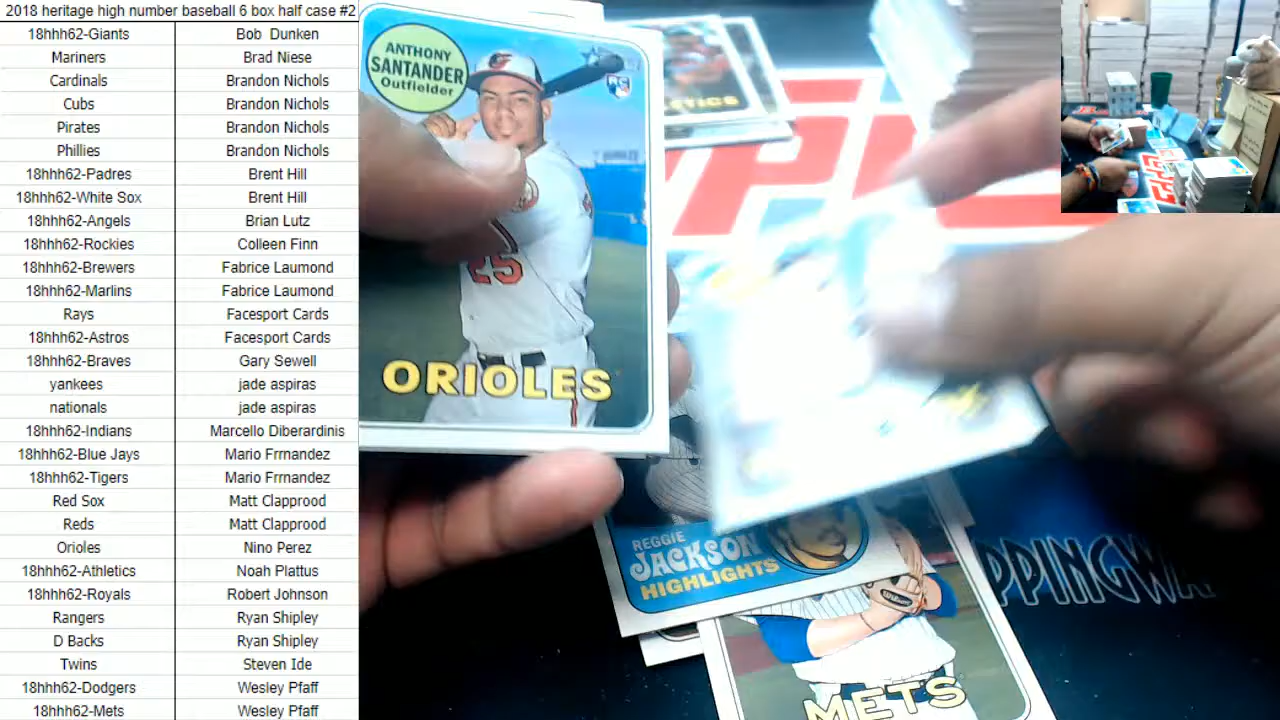 2018 heritage high number baseball 6 box half case #2
18hhh62-Giants Bob Dunken
Mariners Brad Niese
Cardinals Brandon Nichols
Cubs Brandon Nichols
Pirates Brandon Nichols
Phillies Brandon Nichols
18hhh62-Padres Brent Hill
18hhh62-White Sox Brent Hill
18hhh62-Angels Brian Lutz
18hhh62-Rockies Colleen Finn
18hhh62-Brewers Fabrice Laumond
18hhh62-Marlins Fabrice Laumond
Rays Facesport Cards
18hhh62-Astros Facesport Cards
18hhh62-Braves Gary Sewell
yankees jade aspiras
nationals jade aspiras
18hhh62-Indians Marcello Diberardinis
18hhh62-Blue Jays Mario Frrnandez
18hhh62-Tigers Mario Frrnandez
Red Sox Matt Clapprood
Reds Matt Clapprood
Orioles Nino Perez
18hhh62-Athletics Noah Plattus
18hhh62-Royals Robert Johnson
Rangers Ryan Shipley
D Backs Ryan Shipley
Twins Steven Ide
18hhh62-Dodgers Wesley Pfaff
18hhh62-Mets Wesley Pfaff
ANTHONY
SANTANDER
Outfielder
RC
25
ORIOLES
REGGIE
JACKSON
HIGHLIGHTS
Wilson
METS